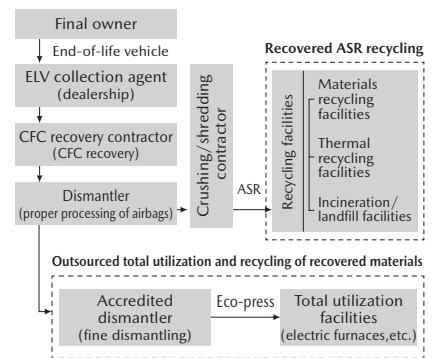 Final owner
End-of-life vehicle
ELV collection agent
(dealership)
CFC recovery contractor
(CFC recovery)
Dismantler
(proper processing of airbags)
Crushing/shredding
contractor
ASR
Recovered ASR recycling
Recycling facilities
Materials
recycling
facilities
Thermal
recycling
facilities
Incineration/
landfill facilities
Outsourced total utilization and recycling of recovered materials
Accredited
dismantler
(fine dismantling)
Eco-press
Total utilization
facilities
(electric furnaces,etc.)